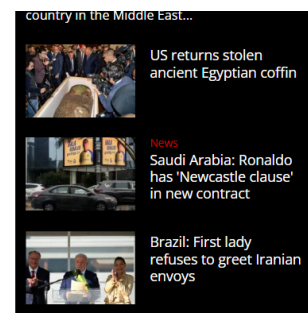 country in the Middle East...
US returns stolen
ancient Egyptian coffin
News
Saudi Arabia: Ronaldo
has 'Newcastle clause'
in new contract
Brazil: First lady
refuses to greet Iranian
envoys